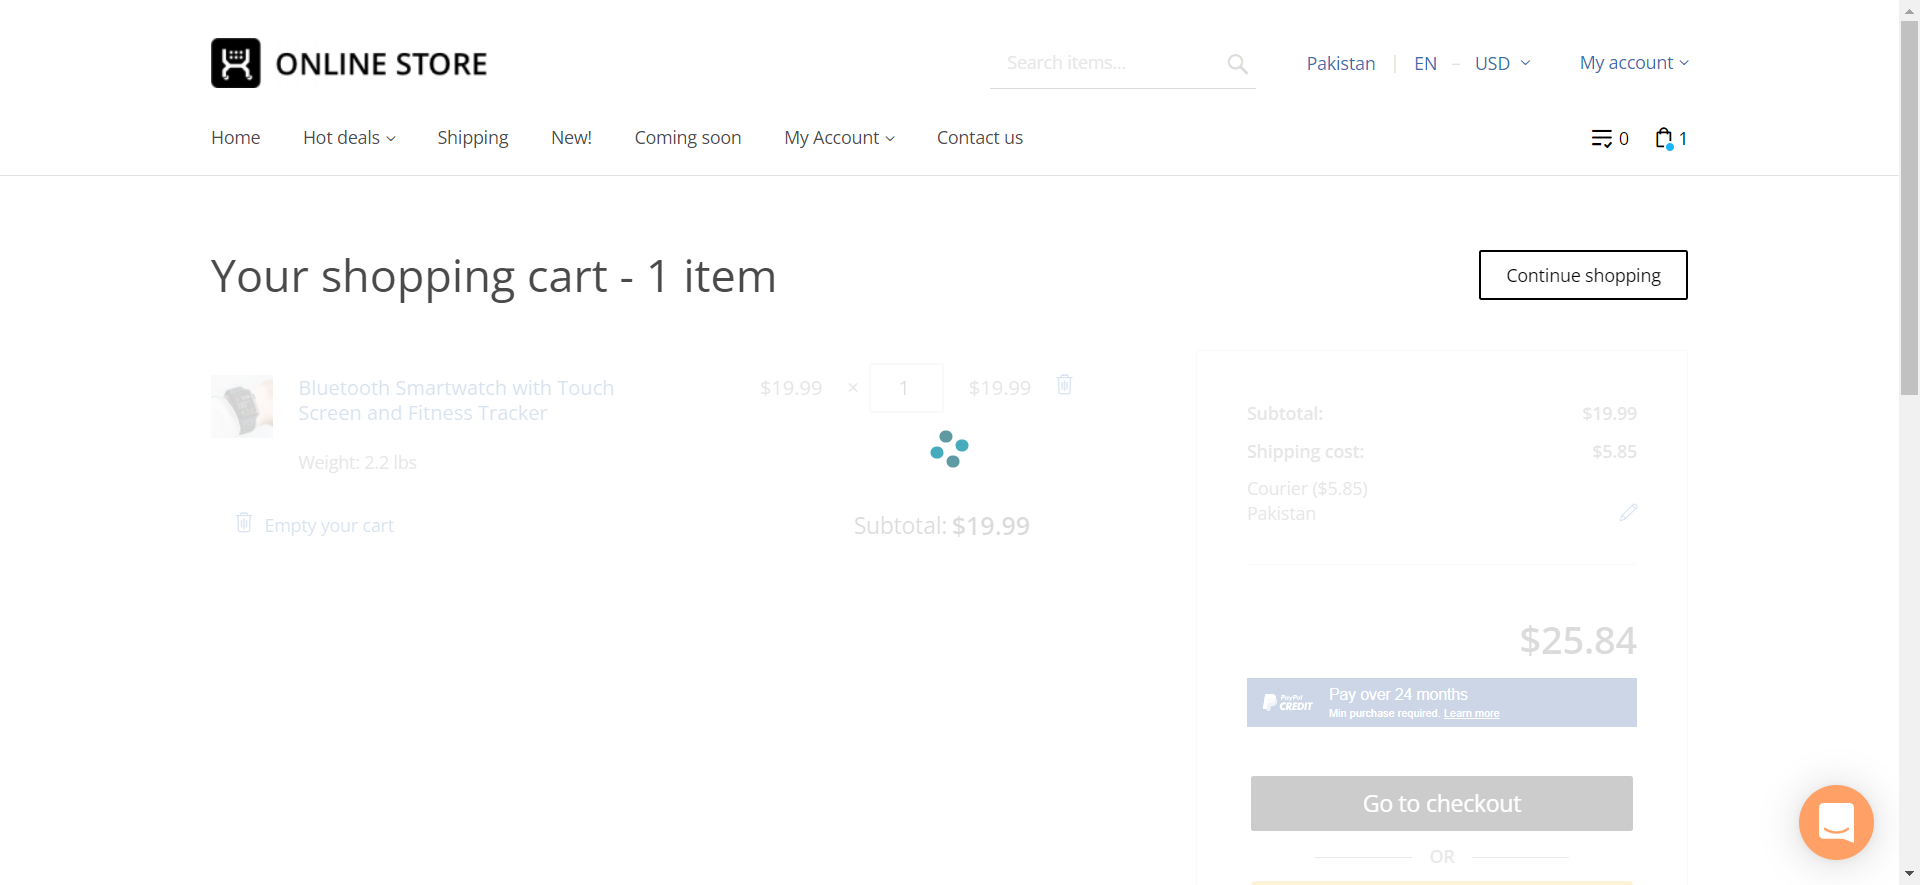 ONLINE STORE
Search items...
Pakistan
EN – USD
My account
Home
Hot deals
Shipping
New!
Coming soon
My Account
Contact us
0
1
Your shopping cart - 1 item
Continue shopping
Bluetooth Smartwatch with Touch
Screen and Fitness Tracker
$19.99 × 1 $19.99
Weight: 2.2 lbs
Empty your cart
Subtotal: $19.99
Subtotal: $19.99
Shipping cost: $5.85
Courier ($5.85)
Pakistan
$25.84
PayPal
CREDIT
Pay over 24 months
Min purchase required. Learn more
Go to checkout
OR